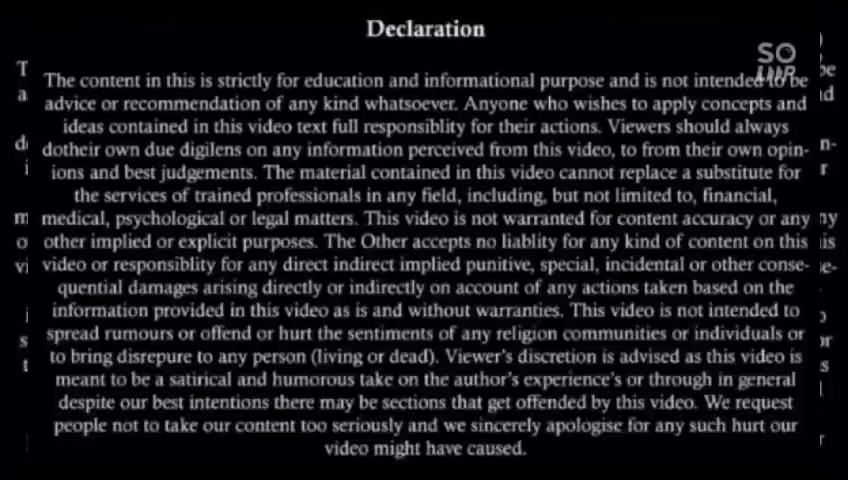 Declaration
SO
The content in this is strictly for education and informational purpose and is not intended to be
advice or recommendation of any kind whatsoever. Anyone who wishes to apply concepts and
ideas contained in this video text full responsiblity for their actions. Viewers should always
dotheir own due digilens on any information perceived from this video, to from their own opin-
ions and best judgements. The material contained in this video cannot replace a substitute for
the services of trained professionals in any field, including, but not limited to, financial,
medical, psychological or legal matters. This video is not warranted for content accuracy or any
other implied or explicit purposes. The Other accepts no liablity for any kind of content on this
video or responsiblity for any direct indirect implied punitive, special, incidental or other conse-
quential damages arising directly or indirectly on account of any actions taken based on the
information provided in this video as is and without warranties. This video is not intended to
spread rumours or offend or hurt the sentiments of any religion communities or individuals or
to bring disrepure to any person (living or dead). Viewer's discretion is advised as this video is
meant to be a satirical and humorous take on the author's experience's or through in general
despite our best intentions there may be sections that get offended by this video. We request
people not to take our content too seriously and we sincerely apologise for any such hurt our
video might have caused.